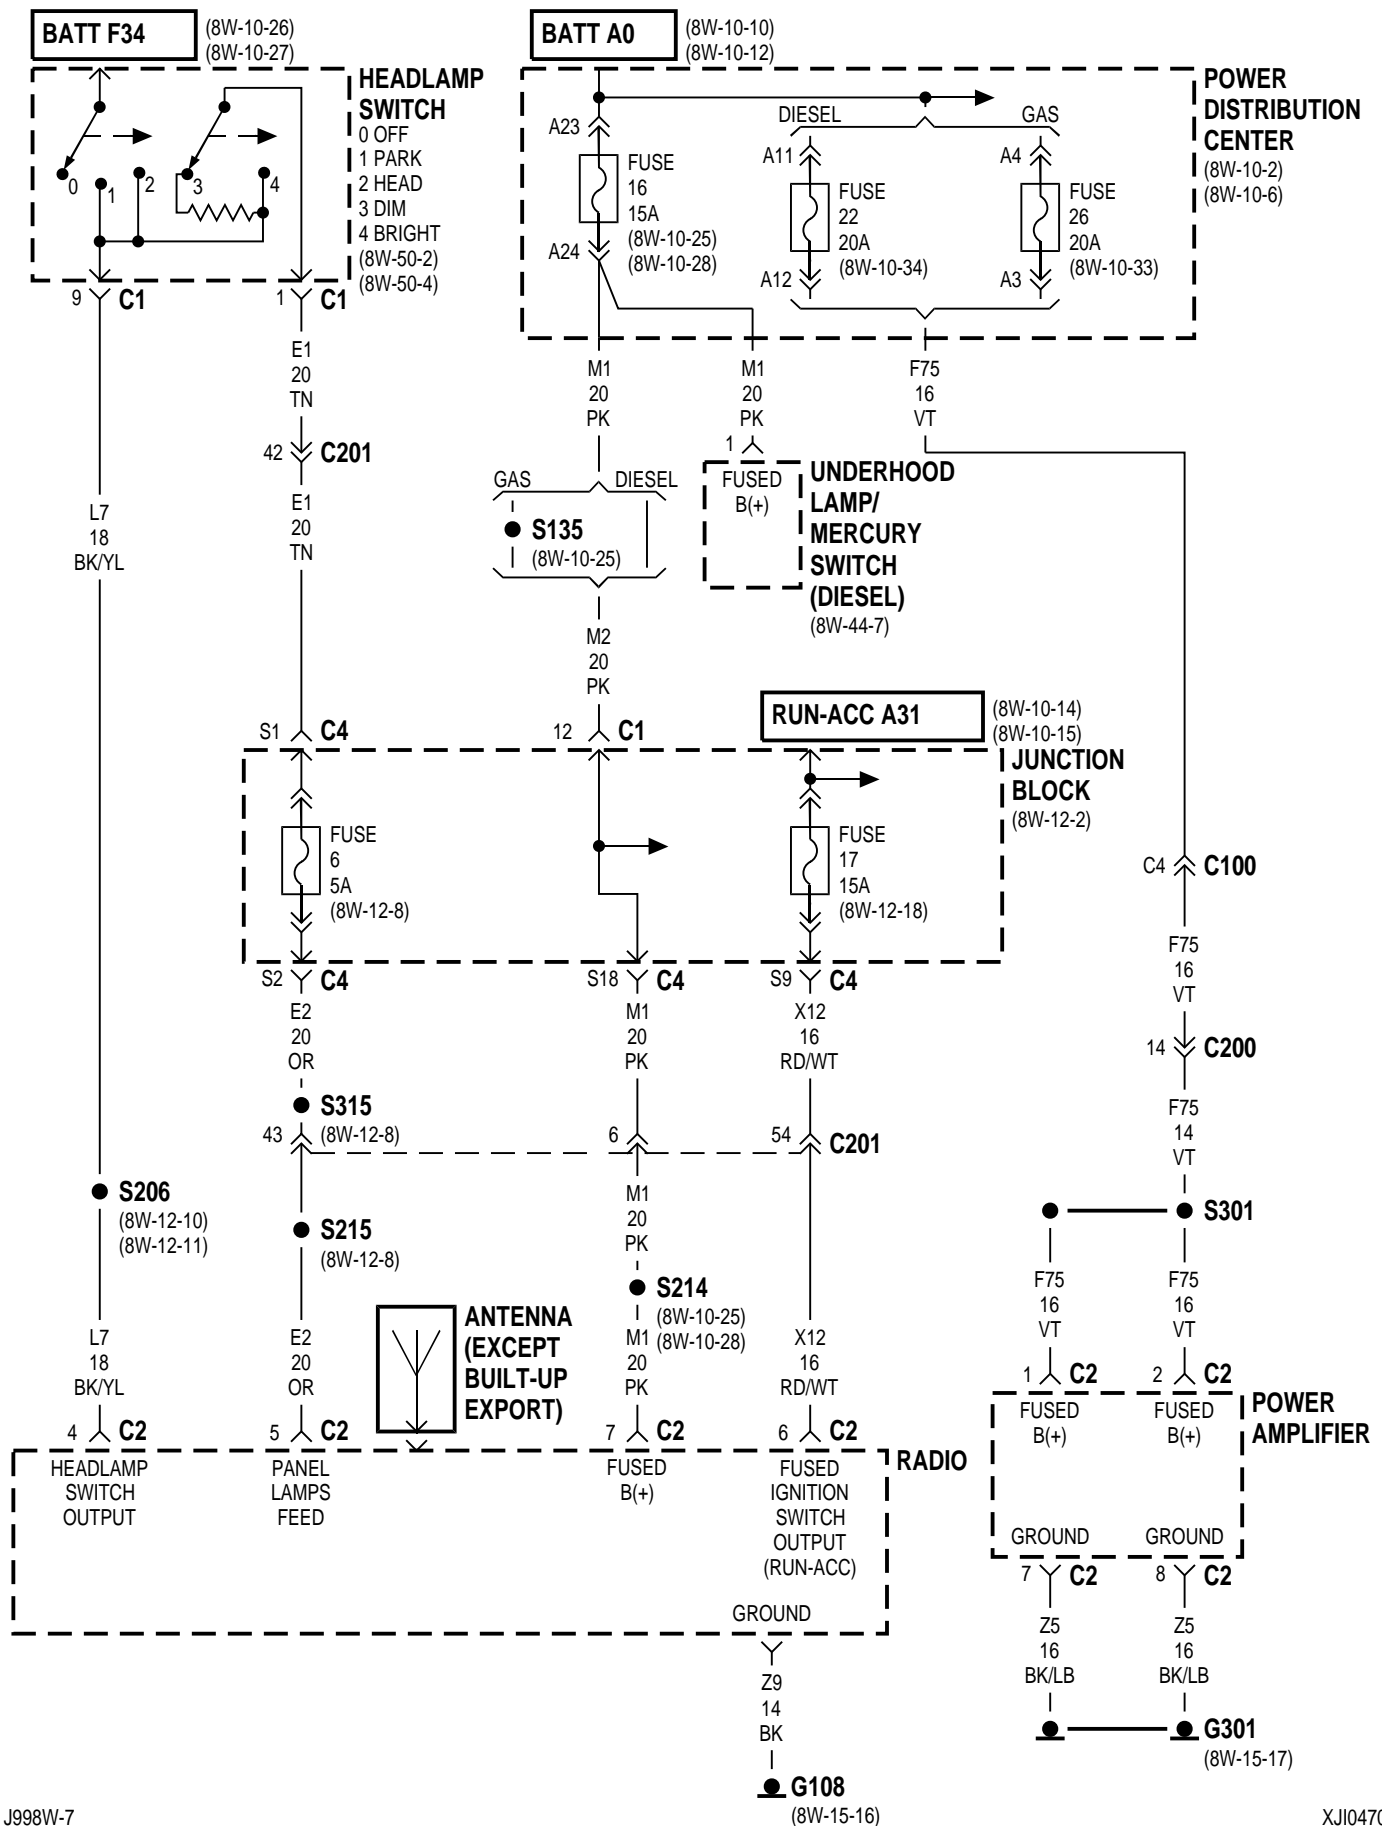 BATT F34
(8W-10-26)
(8W-10-27)
BATT A0
(8W-10-10)
(8W-10-12)
HEADLAMP
SWITCH
0 OFF
1 PARK
2 HEAD
3 DIM
4 BRIGHT
(8W-50-2)
(8W-50-4)
0
1
2
3
4
9
C1
1
C1
POWER
DISTRIBUTION
CENTER
(8W-10-2)
(8W-10-6)
DIESEL
GAS
A23
FUSE
16
15A
(8W-10-25)
(8W-10-28)
A24
A11
FUSE
22
20A
(8W-10-34)
A12
A4
FUSE
26
20A
(8W-10-33)
A3
E1
20
TN
42
C201
E1
20
TN
L7
18
BK/YL
M1
20
PK
M1
20
PK
F75
16
VT
1
FUSED
B(+)
UNDERHOOD
LAMP/
MERCURY
SWITCH
(DIESEL)
(8W-44-7)
GAS
DIESEL
S135
(8W-10-25)
M2
20
PK
RUN-ACC A31
(8W-10-14)
(8W-10-15)
S1
C4
12
C1
JUNCTION
BLOCK
(8W-12-2)
FUSE
6
5A
(8W-12-8)
FUSE
17
15A
(8W-12-18)
C4
C100
S2
C4
S18
C4
S9
C4
E2
20
OR
M1
20
PK
X12
16
RD/WT
F75
16
VT
14
C200
S315
(8W-12-8)
43
6
54
C201
F75
14
VT
S206
(8W-12-10)
(8W-12-11)
S215
(8W-12-8)
M1
20
PK
S214
(8W-10-25)
(8W-10-28)
S301
F75
16
VT
F75
16
VT
L7
18
BK/YL
E2
20
OR
ANTENNA
(EXCEPT
BUILT-UP
EXPORT)
M1
20
PK
X12
16
RD/WT
1
C2
2
C2
4
C2
5
C2
7
C2
6
C2
POWER
AMPLIFIER
FUSED
B(+)
FUSED
B(+)
GROUND
GROUND
RADIO
HEADLAMP
SWITCH
OUTPUT
PANEL
LAMPS
FEED
FUSED
B(+)
FUSED
IGNITION
SWITCH
OUTPUT
(RUN-ACC)
GROUND
7
C2
8
C2
Z5
16
BK/LB
Z5
16
BK/LB
Z9
14
BK
G301
(8W-15-17)
G108
(8W-15-16)
J998W-7